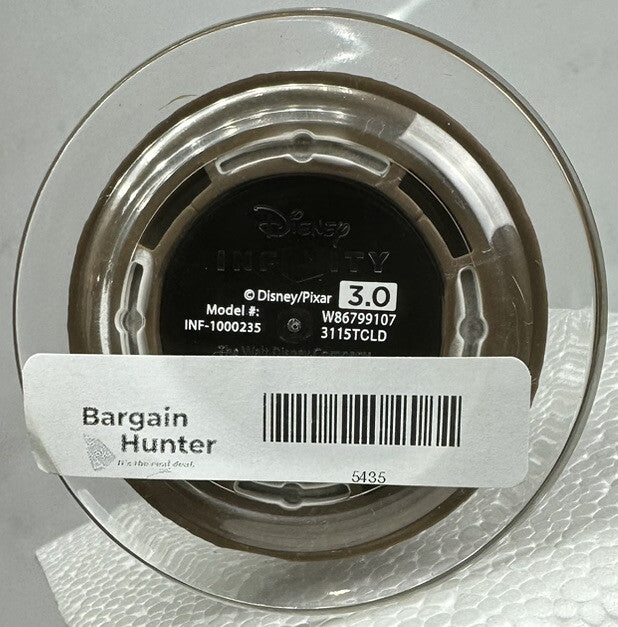 Disney
INFINITY
© Disney/Pixar 3.0
Model #: W86799107
INF-1000235 3115TCLD
The Walt Disney Company
Bargain
Hunter
It's the real deal.
5435